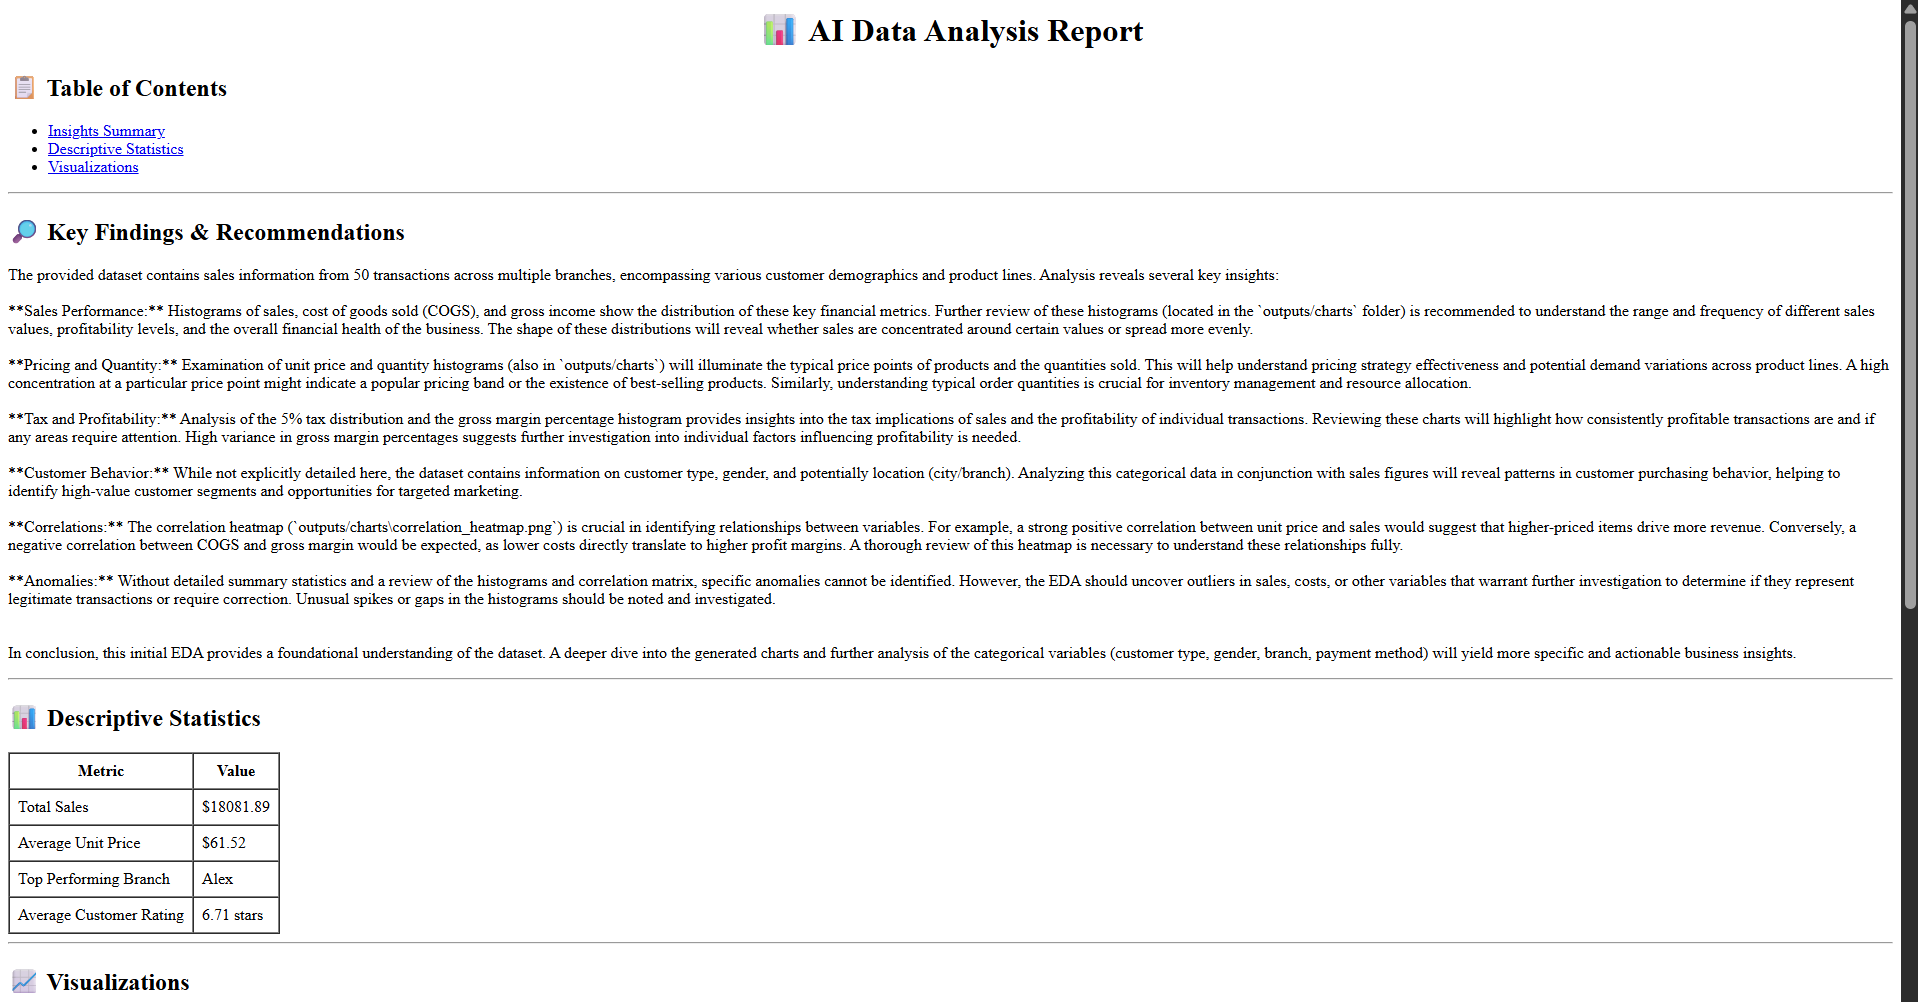 AI Data Analysis Report
Table of Contents
Insights Summary
Descriptive Statistics
Visualizations
Key Findings & Recommendations
The provided dataset contains sales information from 50 transactions across multiple branches, encompassing various customer demographics and product lines. Analysis reveals several key insights:
**Sales Performance:** Histograms of sales, cost of goods sold (COGS), and gross income show the distribution of these key financial metrics. Further review of these histograms (located in the `outputs/charts` folder) is recommended to understand the range and frequency of different sales
values, profitability levels, and the overall financial health of the business. The shape of these distributions will reveal whether sales are concentrated around certain values or spread more evenly.
**Pricing and Quantity:** Examination of unit price and quantity histograms (also in `outputs/charts`) will illuminate the typical price points of products and the quantities sold. This will help understand pricing strategy effectiveness and potential demand variations across product lines. A high
concentration at a particular price point might indicate a popular pricing band or the existence of best-selling products. Similarly, understanding typical order quantities is crucial for inventory management and resource allocation.
**Tax and Profitability:** Analysis of the 5% tax distribution and the gross margin percentage histogram provides insights into the tax implications of sales and the profitability of individual transactions. Reviewing these charts will highlight how consistently profitable transactions are and if
any areas require attention. High variance in gross margin percentages suggests further investigation into individual factors influencing profitability is needed.
**Customer Behavior:** While not explicitly detailed here, the dataset contains information on customer type, gender, and potentially location (city/branch). Analyzing this categorical data in conjunction with sales figures will reveal patterns in customer purchasing behavior, helping to
identify high-value customer segments and opportunities for targeted marketing.
**Correlations:** The correlation heatmap (`outputs/charts\correlation_heatmap.png`) is crucial in identifying relationships between variables. For example, a strong positive correlation between unit price and sales would suggest that higher-priced items drive more revenue. Conversely, a
negative correlation between COGS and gross margin would be expected, as lower costs directly translate to higher profit margins. A thorough review of this heatmap is necessary to understand these relationships fully.
**Anomalies:** Without detailed summary statistics and a review of the histograms and correlation matrix, specific anomalies cannot be identified. However, the EDA should uncover outliers in sales, costs, or other variables that warrant further investigation to determine if they represent
legitimate transactions or require correction. Unusual spikes or gaps in the histograms should be noted and investigated.
In conclusion, this initial EDA provides a foundational understanding of the dataset. A deeper dive into the generated charts and further analysis of the categorical variables (customer type, gender, branch, payment method) will yield more specific and actionable business insights.
Descriptive Statistics
Metric Value
Total Sales $18081.89
Average Unit Price $61.52
Top Performing Branch Alex
Average Customer Rating 6.71 stars
Visualizations